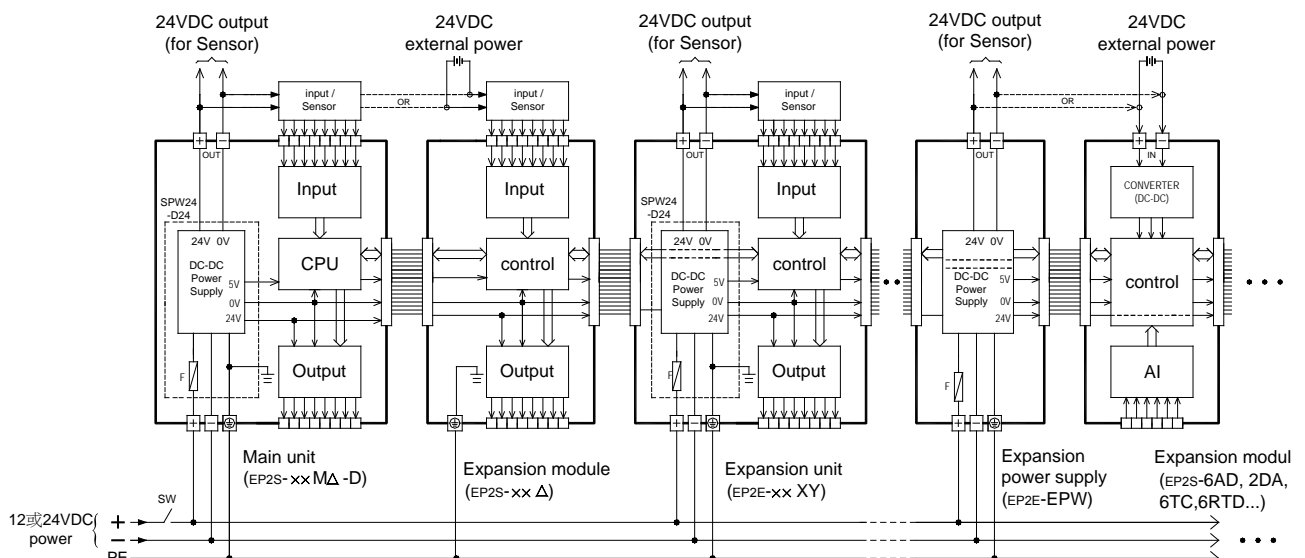 24VDC output
(for Sensor)
24VDC
external power
24VDC output
(for Sensor)
24VDC output
(for Sensor)
24VDC
external power
input /
Sensor
OR
input /
Sensor
input /
Sensor
OR
+ −
OUT
+ −
OUT
+ −
OUT
+ −
IN
Input
Input
Input
CONVERTER
(DC-DC)
SPW24
-D24
SPW24
-D24
24V 0V
DC-DC
Power
Supply
5V
0V
24V
CPU
control
24V 0V
DC-DC
Power
Supply
5V
0V
24V
control
24V 0V
DC-DC
Power
Supply
5V
0V
24V
control
F
Output
Output
F
Output
F
AI
+ −
+ −
+ −
Main unit
(EP2S-××MΔ-D)
Expansion module
(EP2S-××Δ)
Expansion unit
(EP2E-××XY)
Expansion
power supply
(EP2E-EPW)
Expansion modul
(EP2S-6AD, 2DA,
6TC,6RTD...)
SW
12或24VDC
power
+
−
PE